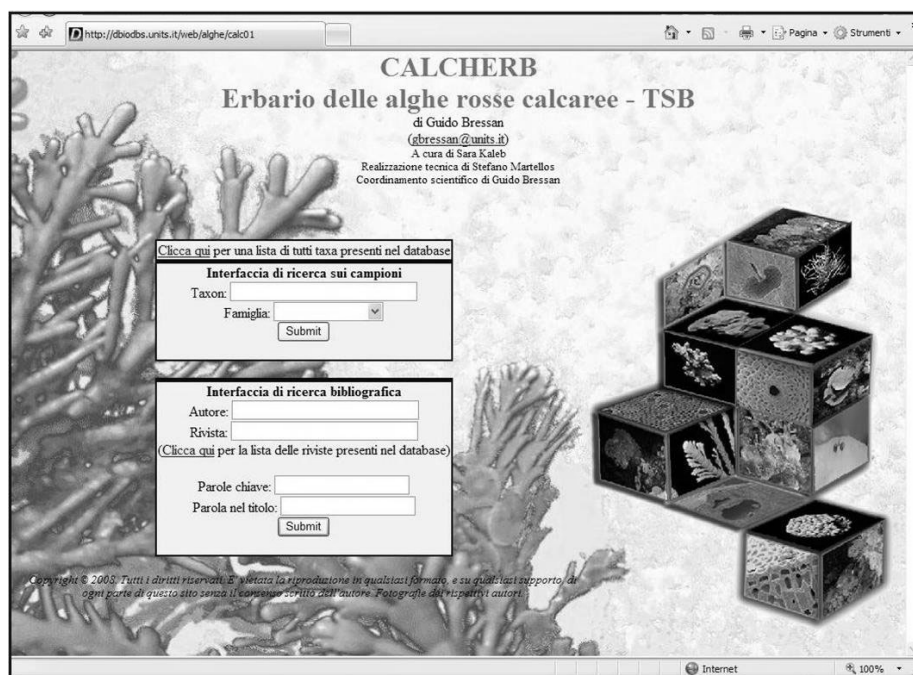 http://dbiodbs.units.it/web/alghe/calc01
Pagina
Strumenti
CALCHERB
Erbario delle alghe rosse calcaree - TSB
di Guido Bressan
(gbressan@units.it)
A cura di Sara Kaleb
Realizzazione tecnica di Stefano Martellos
Coordinamento scientifico di Guido Bressan
Clicca qui per una lista di tutti taxa presenti nel database
Interfaccia di ricerca sui campioni
Taxon:
Famiglia:
Submit
Interfaccia di ricerca bibliografica
Autore:
Rivista:
(Clicca qui per la lista delle riviste presenti nel database)
Parole chiave:
Parola nel titolo:
Submit
Copyright © 2008. Tutti i diritti riservati. E' vietata la riproduzione in qualsiasi formato, e su qualsiasi supporto, di
ogni parte di questo sito senza il consenso scritto dell'autore. Fotografie dei rispettivi autori.
Internet
100%